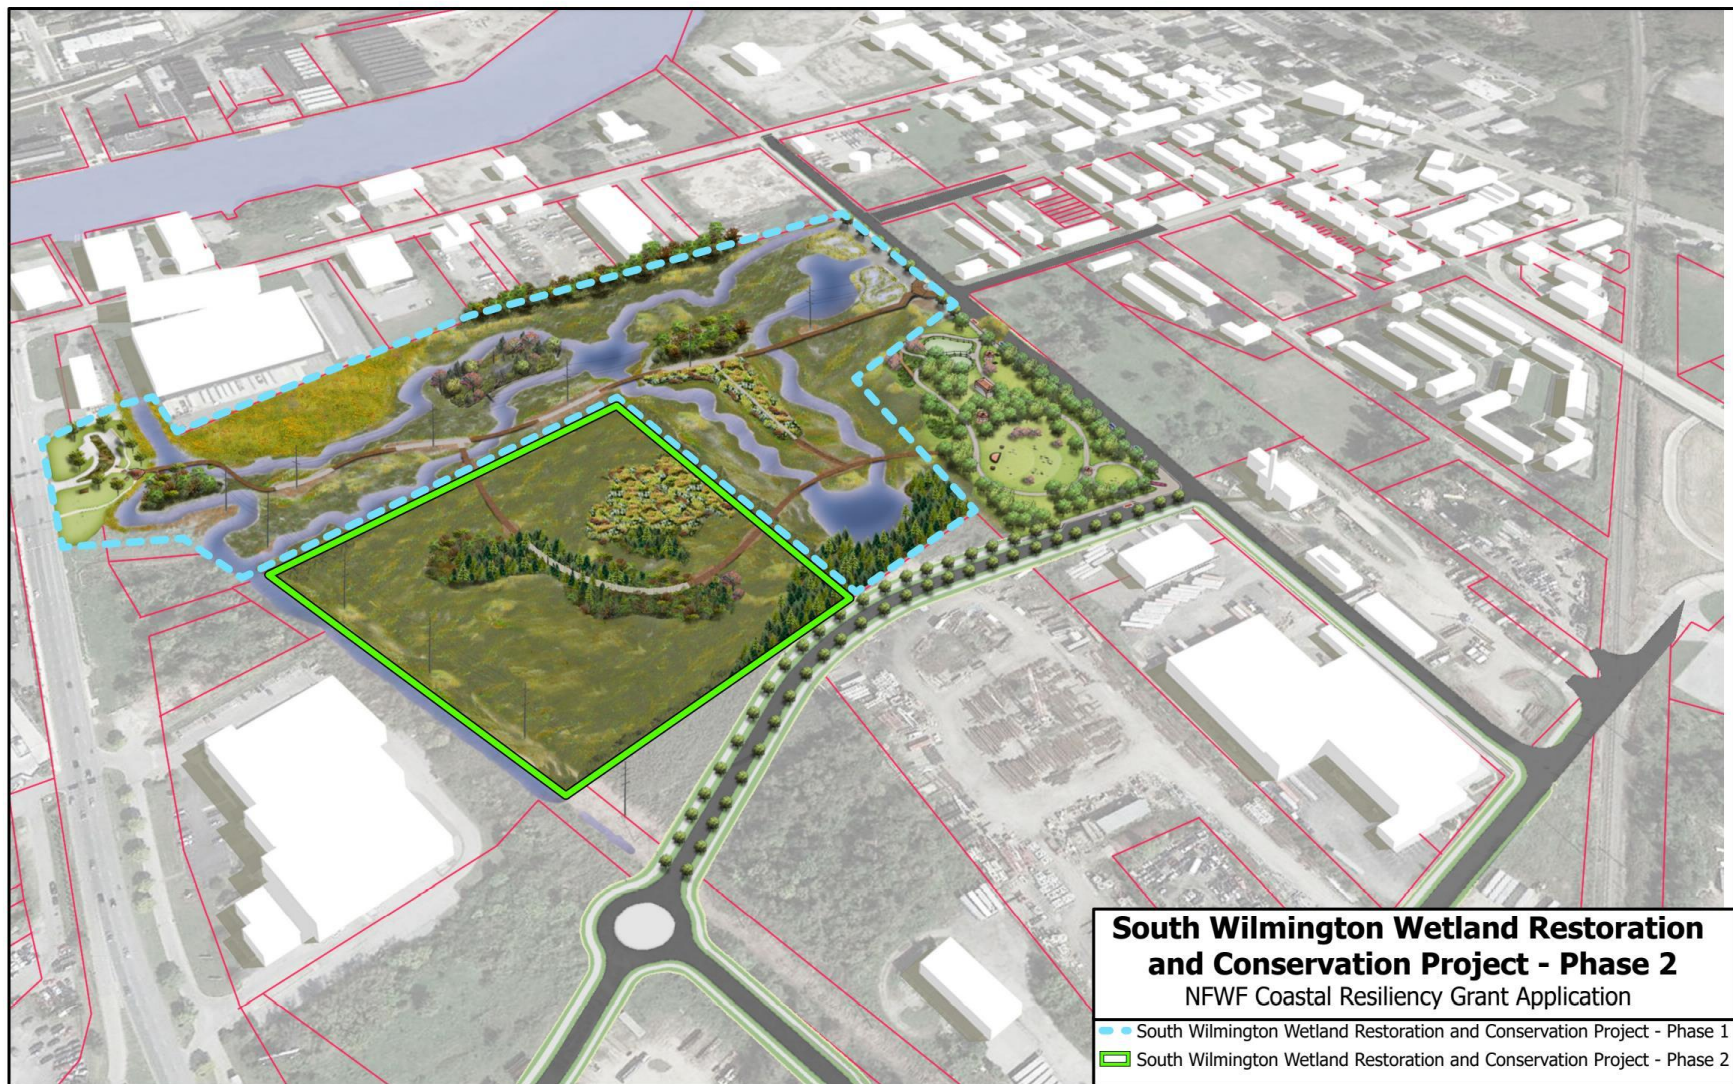 South Wilmington Wetland Restoration
and Conservation Project - Phase 2
NFWF Coastal Resiliency Grant Application
South Wilmington Wetland Restoration and Conservation Project - Phase 1
South Wilmington Wetland Restoration and Conservation Project - Phase 2